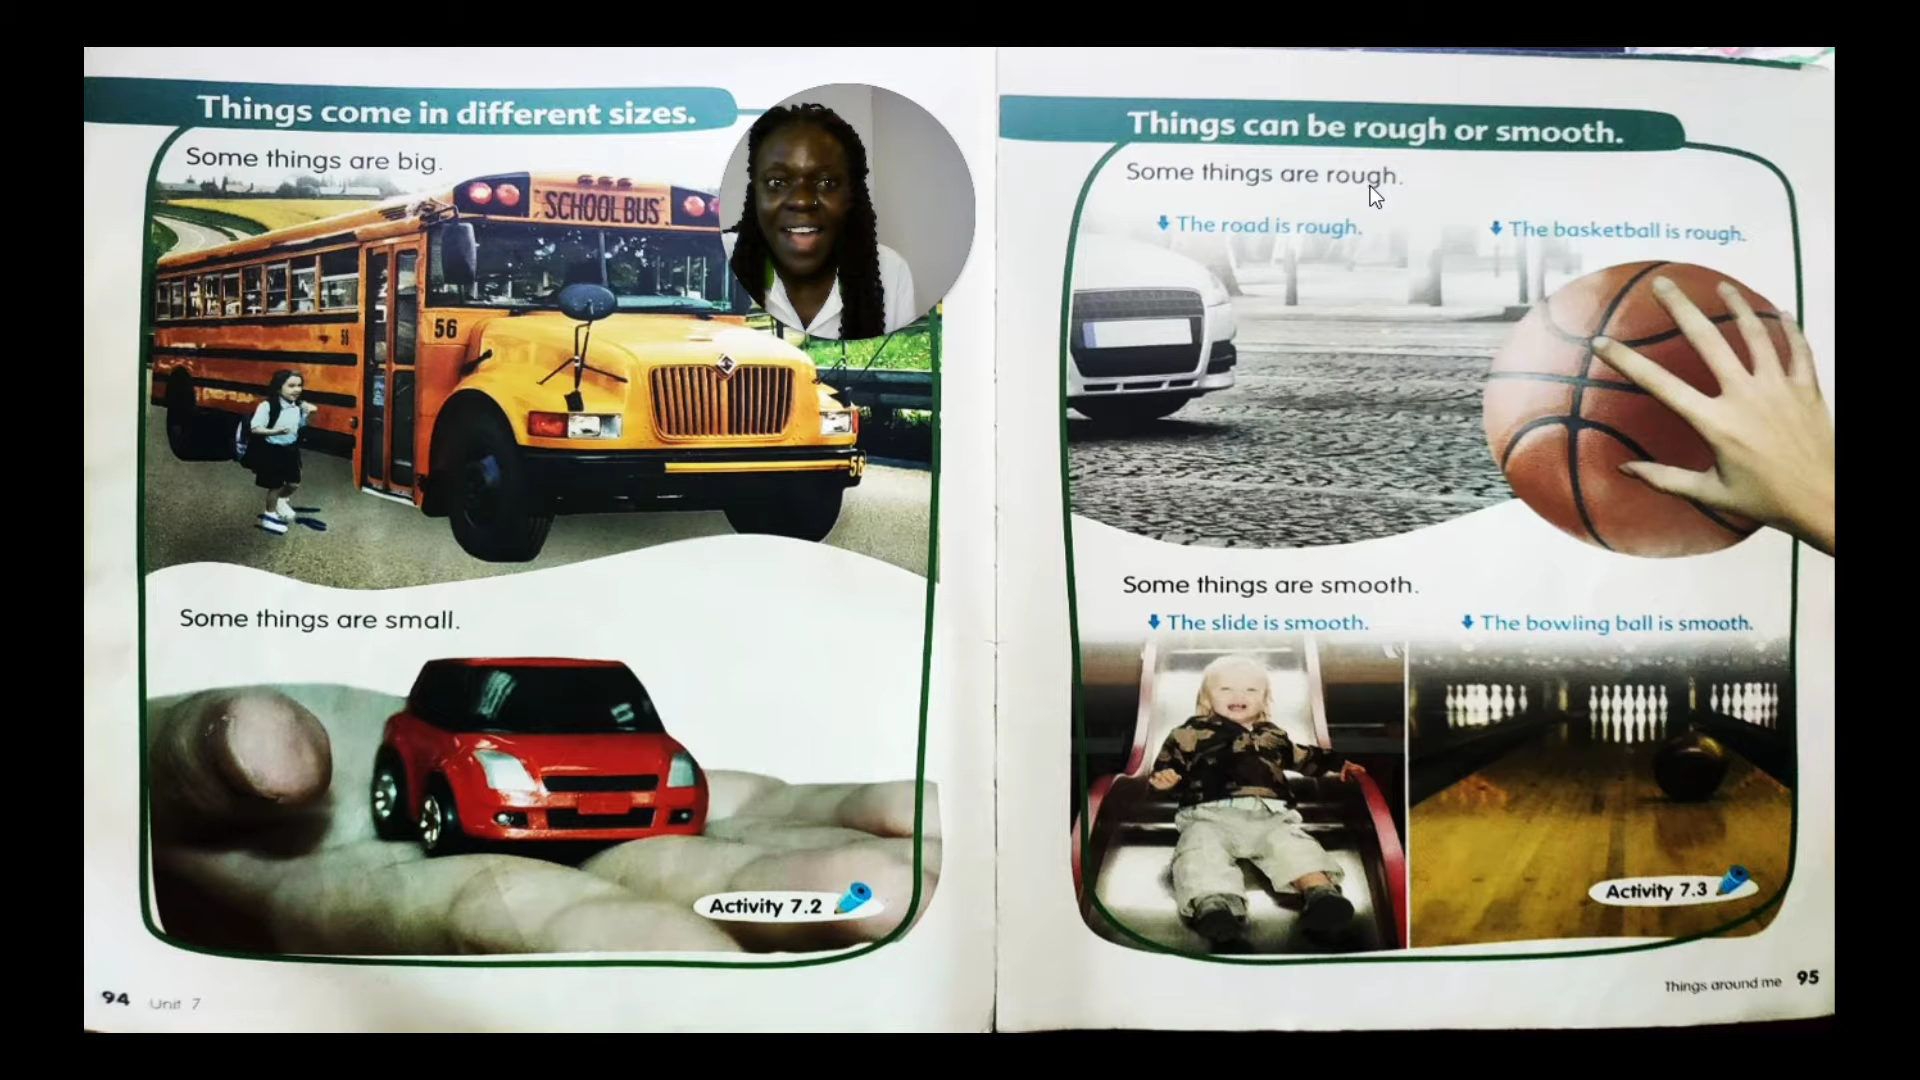 Things come in different sizes.
Some things are big.
SCHOOL BUS
56
56
56
Some things are small.
Activity 7.2
94 Unit 7
Things can be rough or smooth.
Some things are rough.
The road is rough.
The basketball is rough.
Some things are smooth.
The slide is smooth.
The bowling ball is smooth.
Activity 7.3
Things around me 95